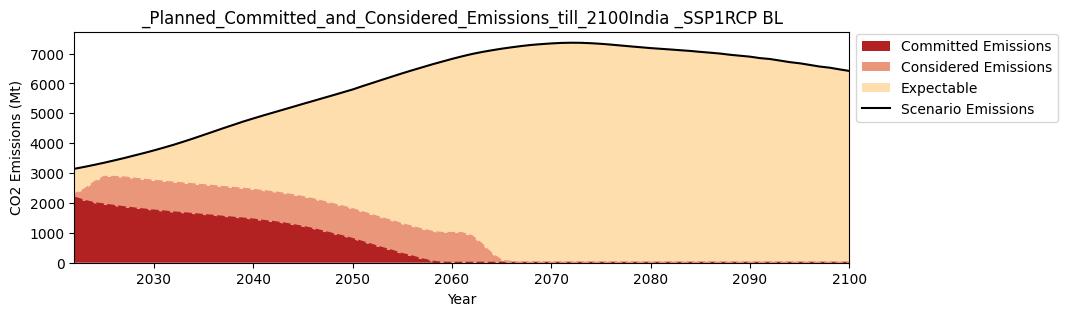 _Planned_Committed_and_Considered_Emissions_till_2100India _SSP1RCP BL
CO2 Emissions (Mt)
7000
6000
5000
4000
3000
2000
1000
0
2030 2040 2050 2060 2070 2080 2090 2100
Year
Committed Emissions
Considered Emissions
Expectable
Scenario Emissions